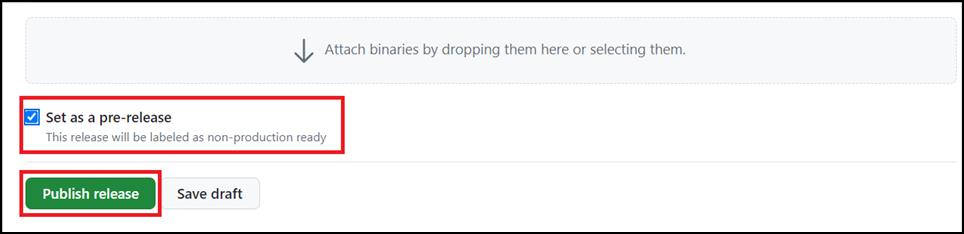 Attach binaries by dropping them here or selecting them.
Set as a pre-release
This release will be labeled as non-production ready
Publish release
Save draft